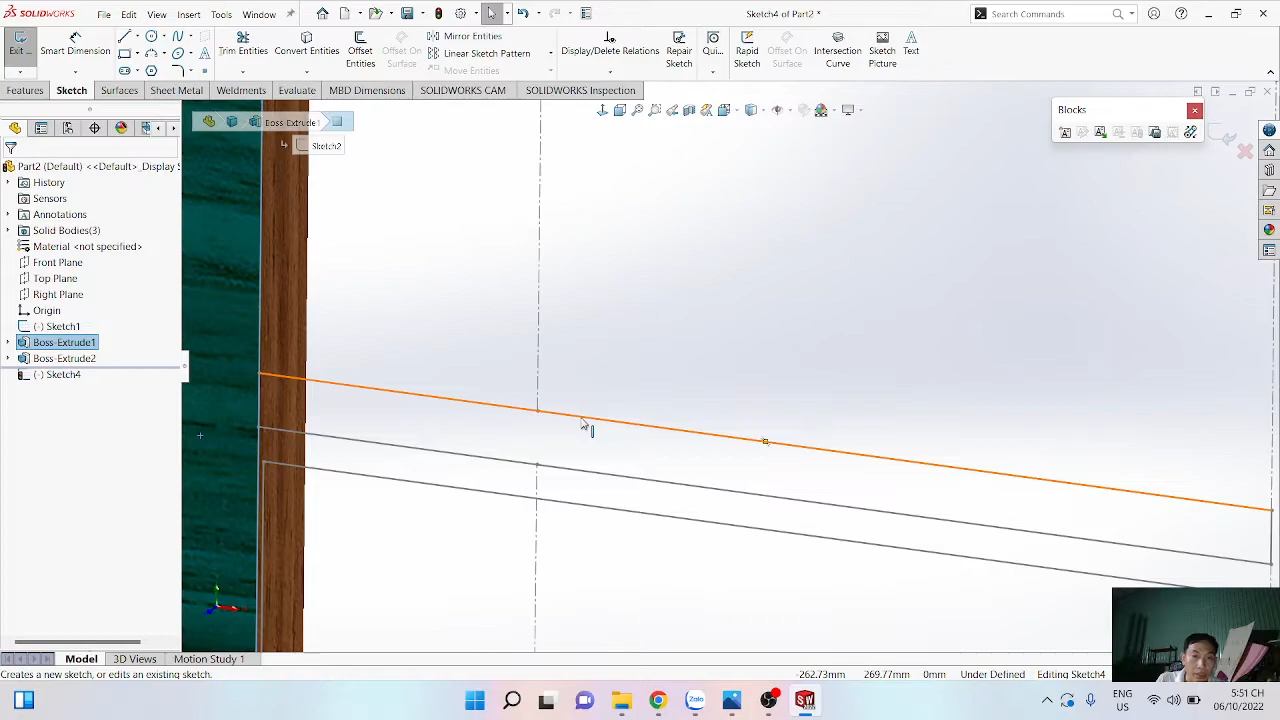 SOLIDWORKS
Sketch4 of Part2 *
Search Commands
Exit ...
Smart Dimension
Trim Entities
Convert Entities
Offset Entities
Offset On Surface
Mirror Entities
Linear Sketch Pattern
Move Entities
Display/Delete Relations
Repair Sketch
Qui...
Rapid Sketch
Offset On Surface
Intersection Curve
Sketch Picture
Text
Features
Sketch
Surfaces
Sheet Metal
Weldments
Evaluate
MBD Dimensions
SOLIDWORKS CAM
SOLIDWORKS Inspection
Boss-Extrude1
Sketch2
Blocks
Part2 (Default) <<Default>_Display S
History
Sensors
Annotations
Solid Bodies(3)
Material <not specified>
Front Plane
Top Plane
Right Plane
Origin
(-) Sketch1
Boss-Extrude1
Boss-Extrude2
(-) Sketch4
Model
3D Views
Motion Study 1
Creates a new sketch, or edits an existing sketch.
-262.73mm
269.77mm
0mm
Under Defined
Editing Sketch4
Zalo
SW
ENG
US
5:51 CH
06/10/2022